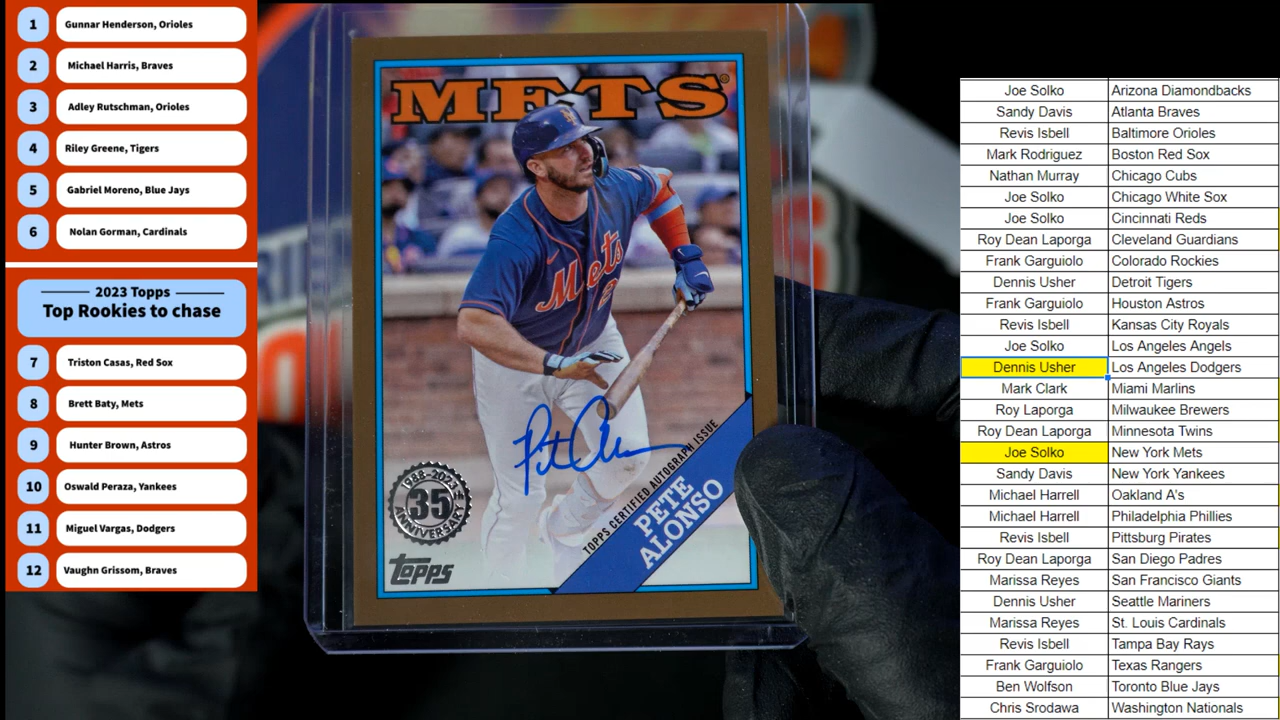 1 Gunnar Henderson, Orioles
2 Michael Harris, Braves
3 Adley Rutschman, Orioles
4 Riley Greene, Tigers
5 Gabriel Moreno, Blue Jays
6 Nolan Gorman, Cardinals
2023 Topps
Top Rookies to chase
7 Triston Casas, Red Sox
8 Brett Baty, Mets
9 Hunter Brown, Astros
10 Oswald Peraza, Yankees
11 Miguel Vargas, Dodgers
12 Vaughn Grissom, Braves
METS®
Mets
1988-2023
35
ANNIVERSARY
Topps
TOPPS CERTIFIED AUTOGRAPH ISSUE
PETE
ALONSO
Joe Solko Arizona Diamondbacks
Sandy Davis Atlanta Braves
Revis Isbell Baltimore Orioles
Mark Rodriguez Boston Red Sox
Nathan Murray Chicago Cubs
Joe Solko Chicago White Sox
Joe Solko Cincinnati Reds
Roy Dean Laporga Cleveland Guardians
Frank Garguiolo Colorado Rockies
Dennis Usher Detroit Tigers
Frank Garguiolo Houston Astros
Revis Isbell Kansas City Royals
Joe Solko Los Angeles Angels
Dennis Usher Los Angeles Dodgers
Mark Clark Miami Marlins
Roy Laporga Milwaukee Brewers
Roy Dean Laporga Minnesota Twins
Joe Solko New York Mets
Sandy Davis New York Yankees
Michael Harrell Oakland A's
Michael Harrell Philadelphia Phillies
Revis Isbell Pittsburg Pirates
Roy Dean Laporga San Diego Padres
Marissa Reyes San Francisco Giants
Dennis Usher Seattle Mariners
Marissa Reyes St. Louis Cardinals
Revis Isbell Tampa Bay Rays
Frank Garguiolo Texas Rangers
Ben Wolfson Toronto Blue Jays
Chris Srodawa Washington Nationals